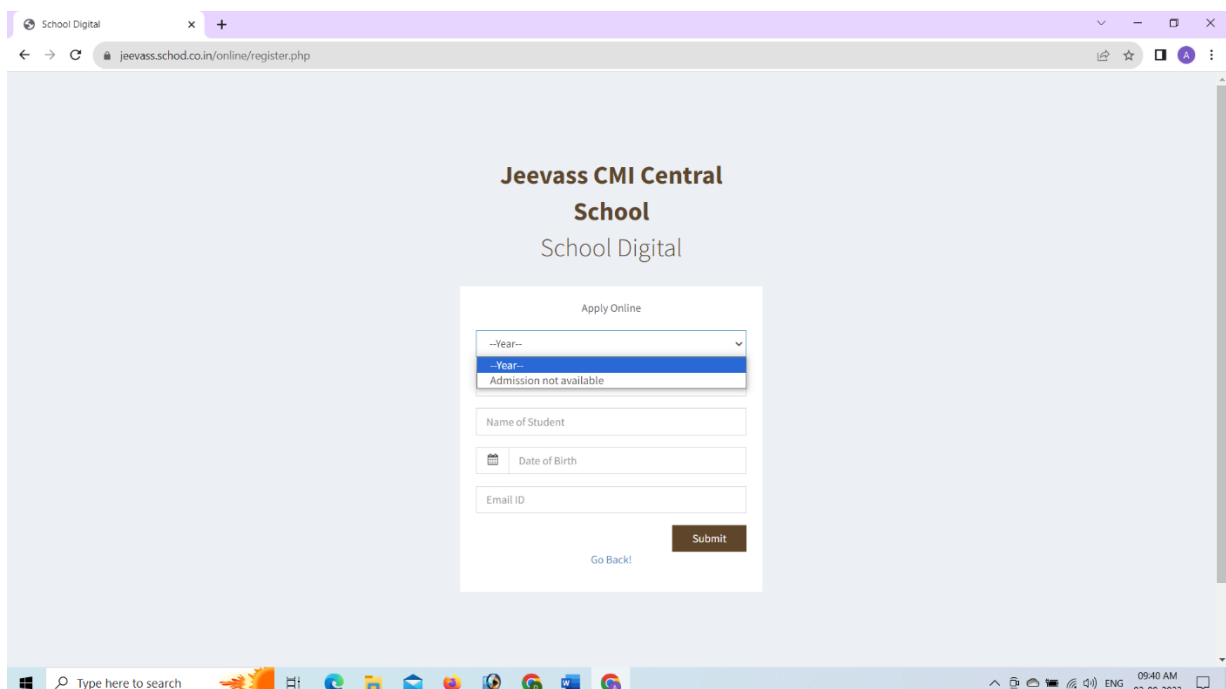 School Digital
jeevass.schod.co.in/online/register.php
A
Jeevass CMI Central
School
School Digital
Apply Online
--Year--
--Year--
Admission not available
Name of Student
Date of Birth
Email ID
Submit
Go Back!
Type here to search
ENG
09:40 AM